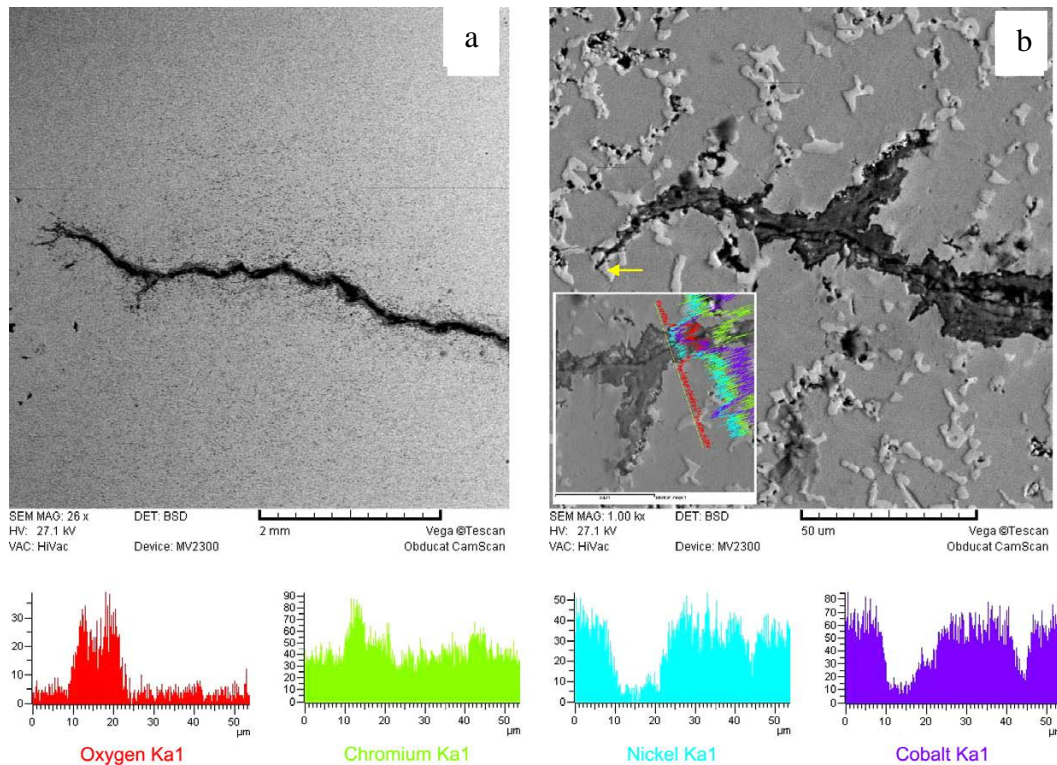 a
b
SEM MAG: 26 x DET: BSD
HV: 27.1 kV 2 mm Vega ©Tescan
VAC: HiVac Device: MV2300 Obducat CamScan
SEM MAG: 1.00 kx DET: BSD
HV: 27.1 kV 50 um Vega ©Tescan
VAC: HiVac Device: MV2300 Obducat CamScan
30
20
10
0
0 10 20 30 40 50
µm
Oxygen Ka1
90
80
70
60
50
40
30
20
10
0
0 10 20 30 40 50
µm
Chromium Ka1
50
40
30
20
10
0
0 10 20 30 40 50
µm
Nickel Ka1
80
70
60
50
40
30
20
10
0
0 10 20 30 40 50
µm
Cobalt Ka1